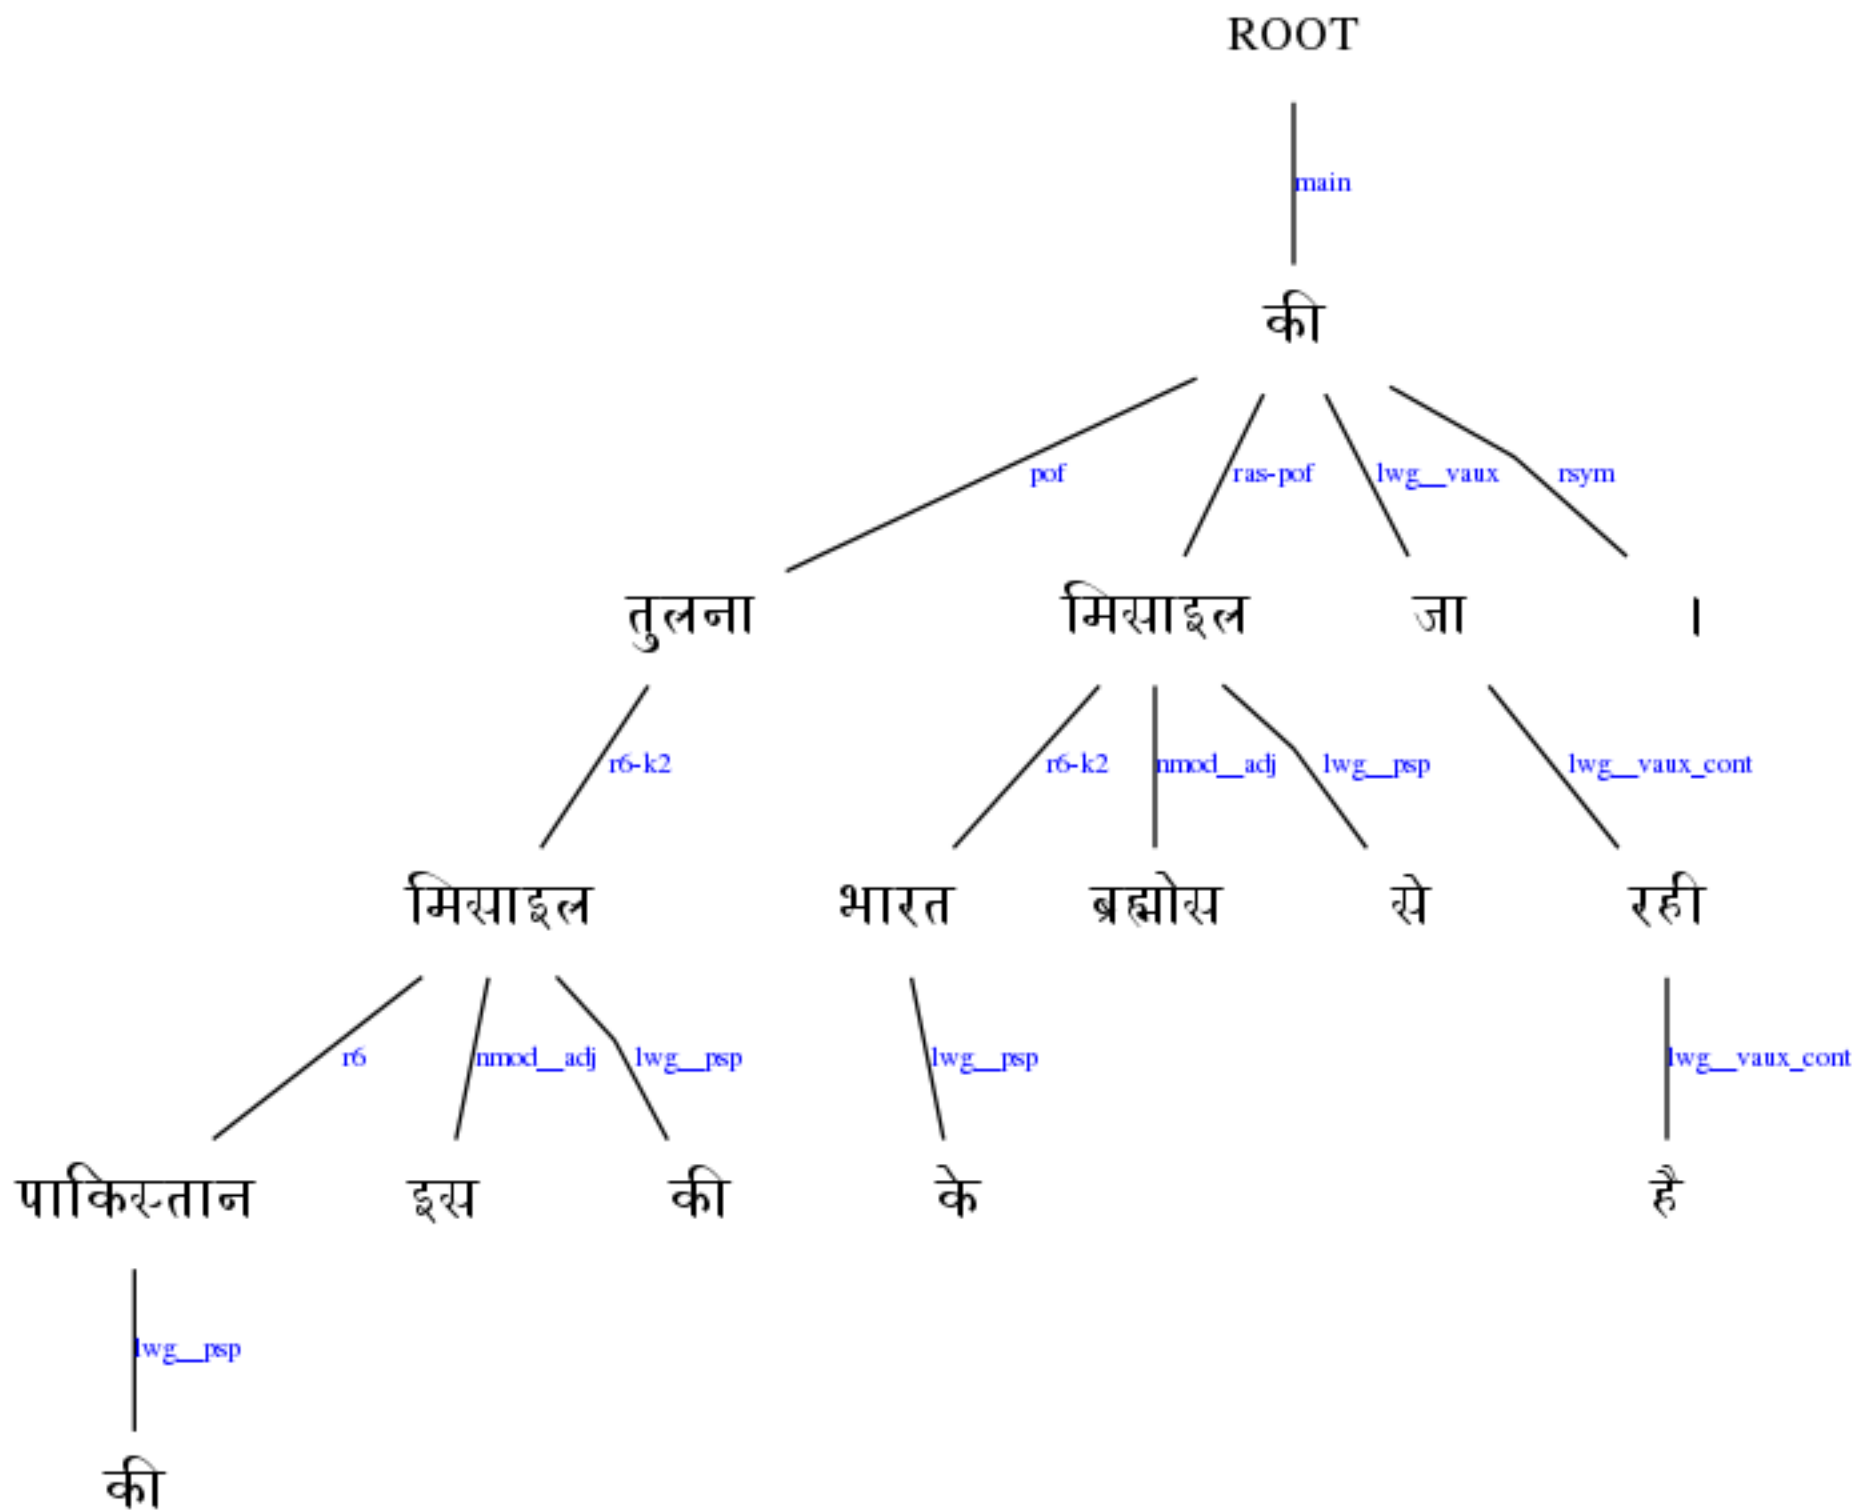 ROOT
main
की
pof ras-pof lwg__vaux rsym
तुलना मिसाइल जा ।
r6-k2 r6-k2 nmod__adj lwg__psp lwg__vaux_cont
मिसाइल भारत ब्रह्मोस से रही
r6 nmod__adj lwg__psp lwg__psp lwg__vaux_cont
पाकिस्तान इस की के है
lwg__psp
की